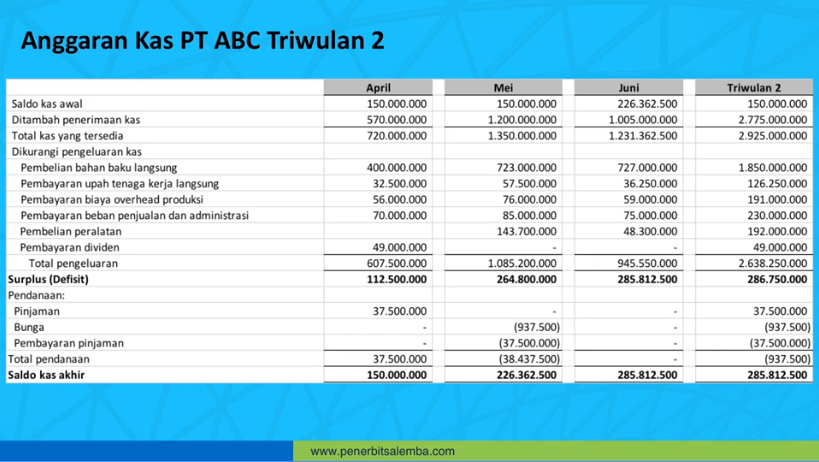 Anggaran Kas PT ABC Triwulan 2
April Mei Juni Triwulan 2
Saldo kas awal 150.000.000 150.000.000 226.362.500 150.000.000
Ditambah penerimaan kas 570.000.000 1.200.000.000 1.005.000.000 2.775.000.000
Total kas yang tersedia 720.000.000 1.350.000.000 1.231.362.500 2.925.000.000
Dikurangi pengeluaran kas
Pembelian bahan baku langsung 400.000.000 723.000.000 727.000.000 1.850.000.000
Pembayaran upah tenaga kerja langsung 32.500.000 57.500.000 36.250.000 126.250.000
Pembayaran biaya overhead produksi 56.000.000 76.000.000 59.000.000 191.000.000
Pembayaran beban penjualan dan administrasi 70.000.000 85.000.000 75.000.000 230.000.000
Pembelian peralatan 143.700.000 48.300.000 192.000.000
Pembayaran dividen 49.000.000 - - 49.000.000
Total pengeluaran 607.500.000 1.085.200.000 945.550.000 2.638.250.000
Surplus (Defisit) 112.500.000 264.800.000 285.812.500 286.750.000
Pendanaan:
Pinjaman 37.500.000 - - 37.500.000
Bunga - (937.500) - (937.500)
Pembayaran pinjaman - (37.500.000) - (37.500.000)
Total pendanaan 37.500.000 (38.437.500) - (937.500)
Saldo kas akhir 150.000.000 226.362.500 285.812.500 285.812.500
www.penerbitsalemba.com